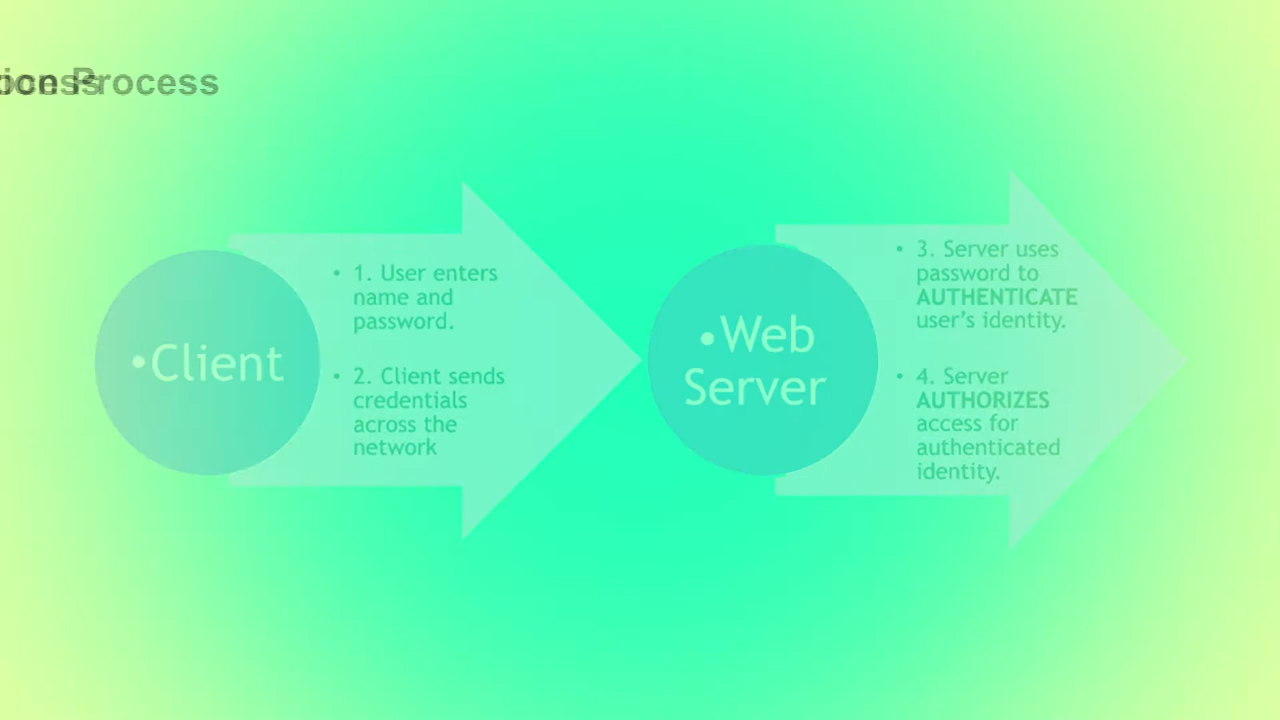 Process
•Client
• 1. User enters
name and
password.
• 2. Client sends
credentials
across the
network
•Web
Server
• 3. Server uses
password to
AUTHENTICATE
user’s identity.
• 4. Server
AUTHORIZES
access for
authenticated
identity.